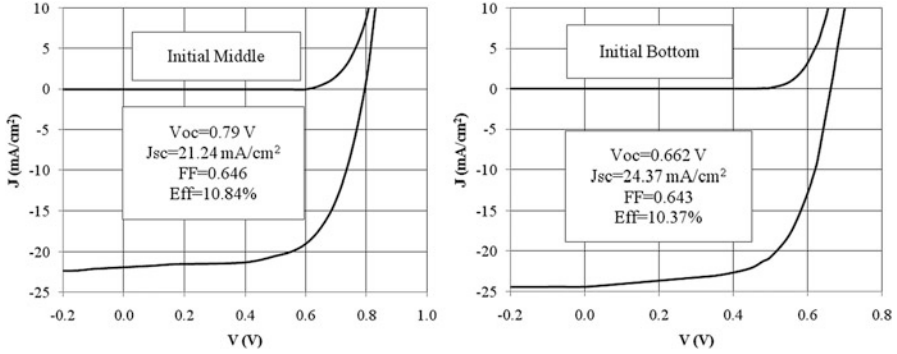 10
5
0
-5
-10
-15
-20
-25
J (mA/cm²)
Initial Middle
Voc=0.79 V
Jsc=21.24 mA/cm²
FF=0.646
Eff=10.84%
-0.2 0.0 0.2 0.4 0.6 0.8 1.0
V (V)
10
5
0
-5
-10
-15
-20
-25
J (mA/cm²)
Initial Bottom
Voc=0.662 V
Jsc=24.37 mA/cm²
FF=0.643
Eff=10.37%
-0.2 0.0 0.2 0.4 0.6 0.8
V (V)